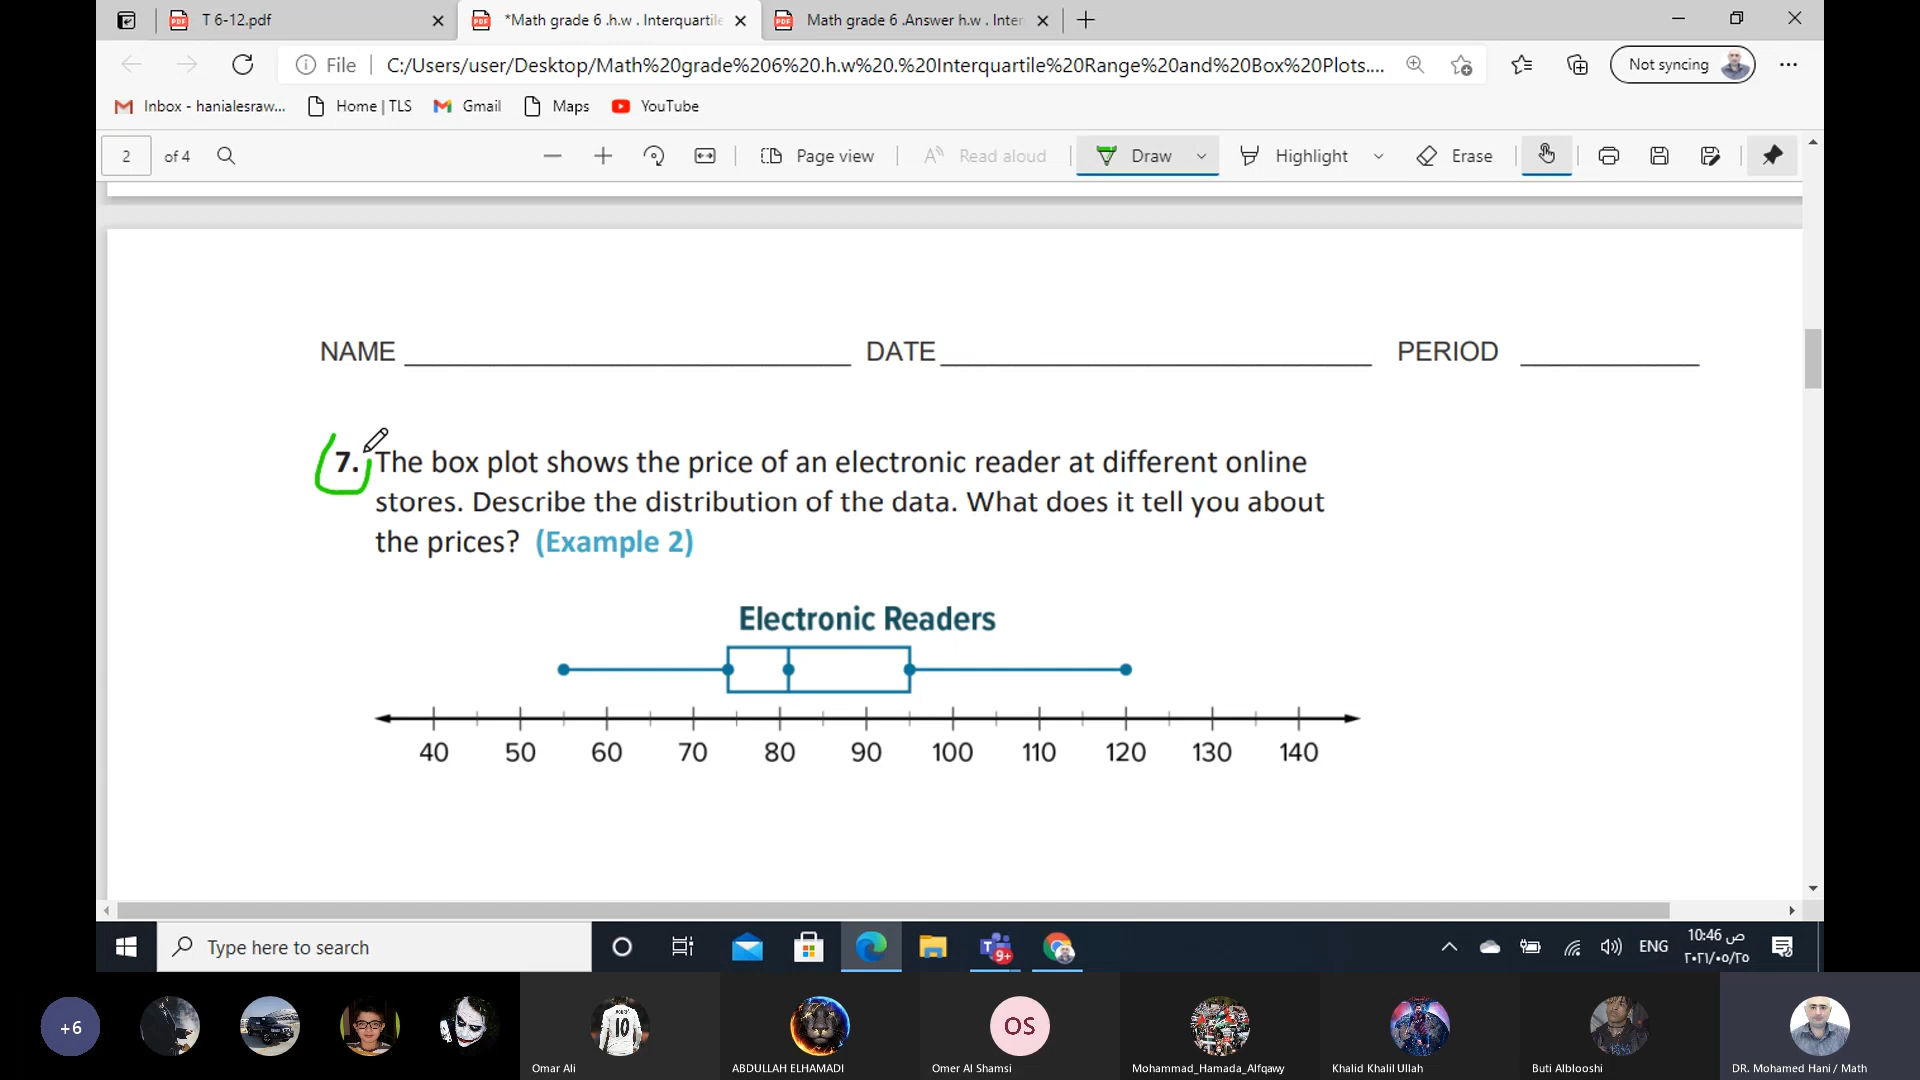 T 6-12.pdf
*Math grade 6 .h.w . Interquartile
Math grade 6 .Answer h.w . Inter
File
C:/Users/user/Desktop/Math%20grade%206%20.h.w%20.%20Interquartile%20Range%20and%20Box%20Plots....
Not syncing
Inbox - hanialesraw...
Home | TLS
Gmail
Maps
YouTube
2 of 4
Page view
Read aloud
Draw
Highlight
Erase
NAME DATE PERIOD
7. The box plot shows the price of an electronic reader at different online
stores. Describe the distribution of the data. What does it tell you about
the prices? (Example 2)
Electronic Readers
40 50 60 70 80 90 100 110 120 130 140
Type here to search
9+
ENG
10:46 ص
٢٠٢١/٠٥/٢٥
+6
10
OS
Omar Ali
ABDULLAH ELHAMADI
Omer Al Shamsi
Mohammad_Hamada_Alfqawy
Khalid Khalil Ullah
Buti Alblooshi
DR. Mohamed Hani / Math